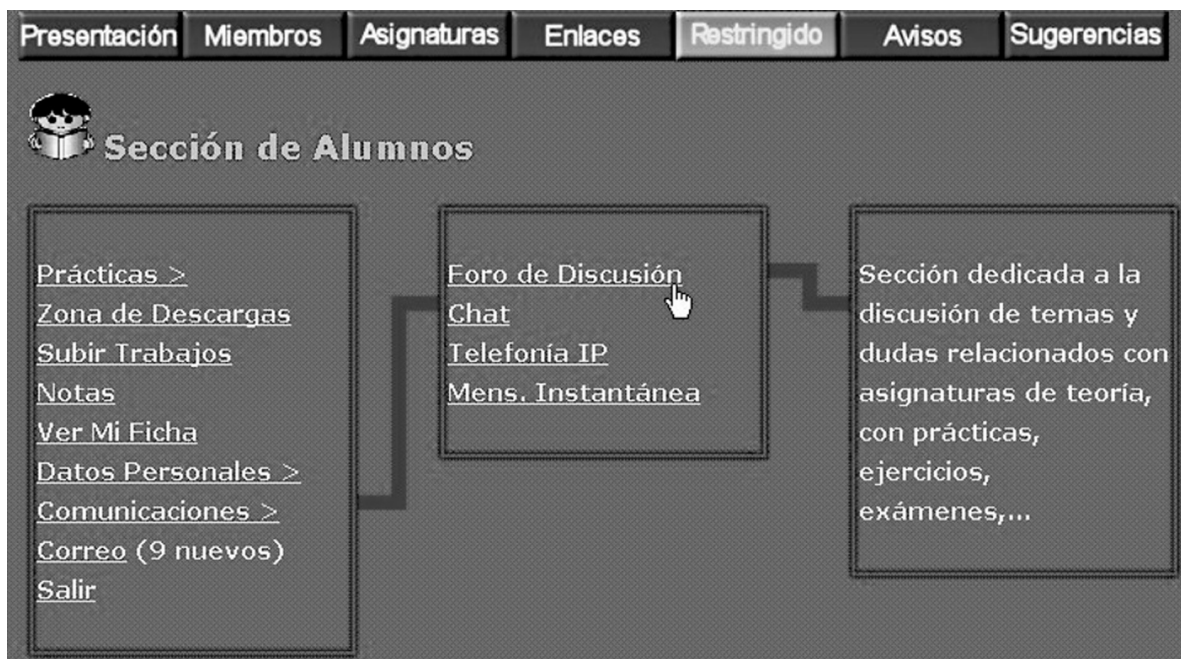 Presentación Miembros Asignaturas Enlaces Restringido Avisos Sugerencias
Sección de Alumnos
Prácticas >
Zona de Descargas
Subir Trabajos
Notas
Ver Mi Ficha
Datos Personales >
Comunicaciones >
Correo (9 nuevos)
Salir
Foro de Discusión
Chat
Telefonía IP
Mens. Instantánea
Sección dedicada a la
discusión de temas y
dudas relacionados con
asignaturas de teoría,
con prácticas,
ejercicios,
exámenes,...